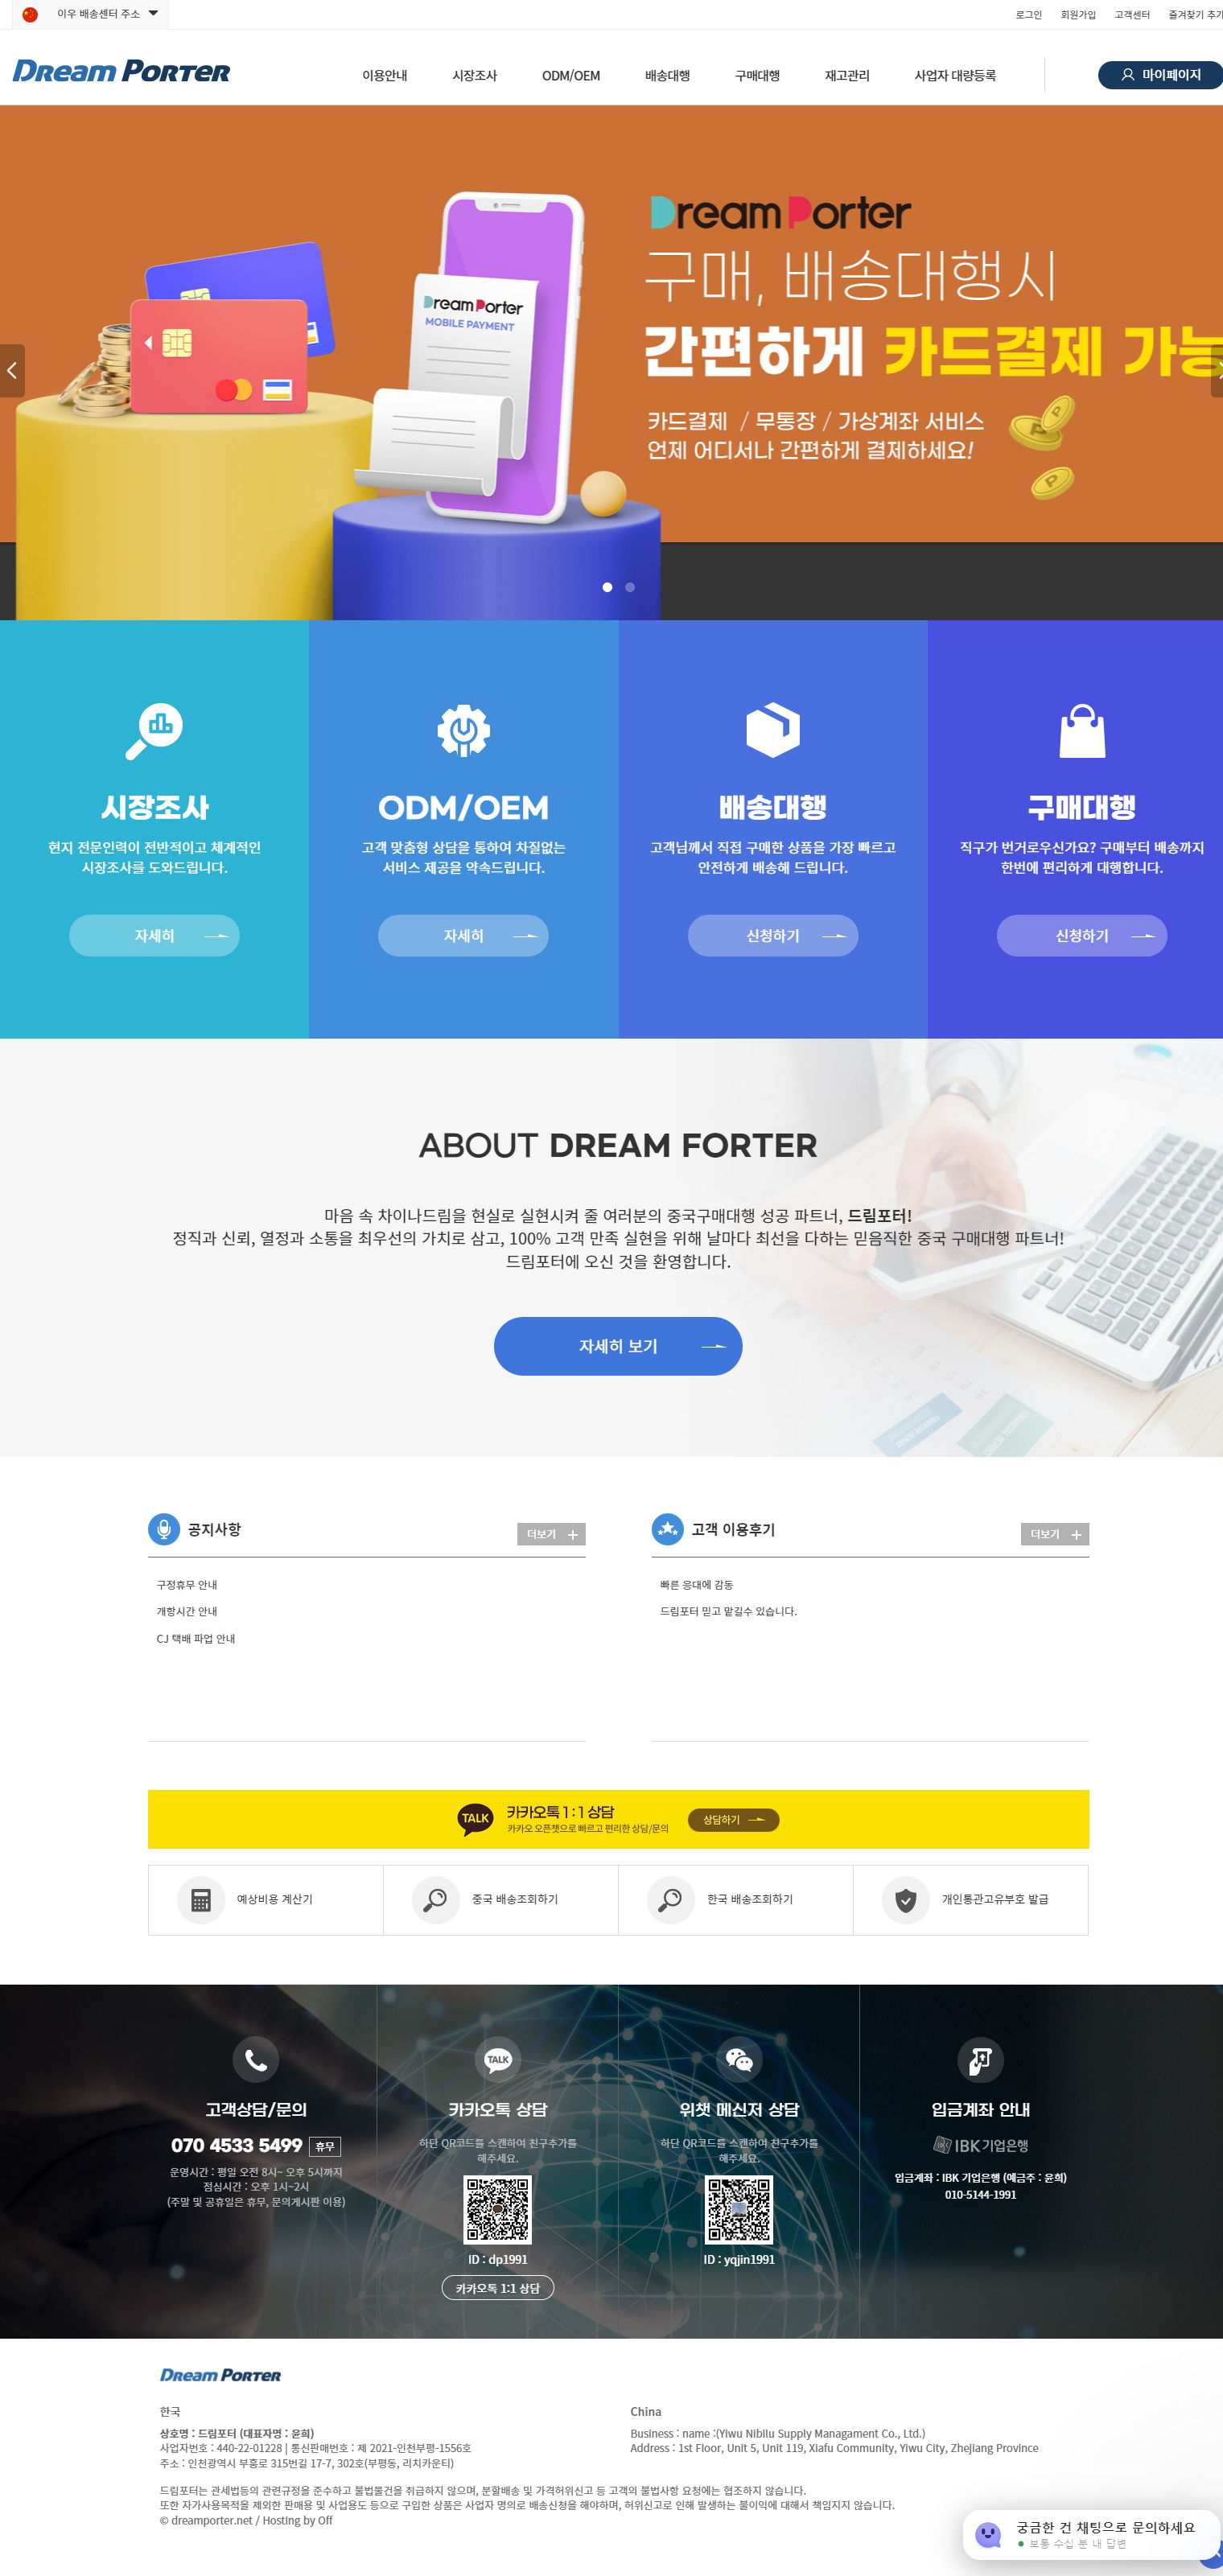 이우 배송센터 주소
로그인 회원가입 고객센터 즐겨찾기 추가
Dream Porter
이용안내 시장조사 ODM/OEM 배송대행 구매대행 재고관리 사업자 대량등록
마이페이지
Dream Porter
구매, 배송대행시
간편하게 카드결제 가능
카드결제 / 무통장 / 가상계좌 서비스
언제 어디서나 간편하게 결제하세요!
Dream Porter
MOBILE PAYMENT
시장조사
현지 전문인력이 전반적이고 체계적인
시장조사를 도와드립니다.
자세히
ODM/OEM
고객 맞춤형 상담을 통하여 차질없는
서비스 제공을 약속드립니다.
자세히
배송대행
고객님께서 직접 구매한 상품을 가장 빠르고
안전하게 배송해 드립니다.
신청하기
구매대행
직구가 번거로우신가요? 구매부터 배송까지
한번에 편리하게 대행합니다.
신청하기
ABOUT DREAM FORTER
마음 속 차이나드림을 현실로 실현시켜 줄 여러분의 중국구매대행 성공 파트너, 드림포터!
정직과 신뢰, 열정과 소통을 최우선의 가치로 삼고, 100% 고객 만족 실현을 위해 날마다 최선을 다하는 믿음직한 중국 구매대행 파트너!
드림포터에 오신 것을 환영합니다.
자세히 보기
공지사항
더보기 +
구정휴무 안내
개항시간 안내
CJ 택배 파업 안내
고객 이용후기
더보기 +
빠른 응대에 감동
드림포터 믿고 맡길수 있습니다.
TALK
카카오톡 1 : 1 상담
카카오 오픈챗으로 빠르고 편리한 상담/문의
상담하기
예상비용 계산기
중국 배송조회하기
한국 배송조회하기
개인통관고유부호 발급
고객상담/문의
070 4533 5499 휴무
운영시간 : 평일 오전 8시~ 오후 5시까지
점심시간 : 오후 1시~2시
(주말 및 공휴일은 휴무, 문의게시판 이용)
TALK
카카오톡 상담
하단 QR코드를 스캔하여 친구추가를
해주세요.
ID : dp1991
카카오톡 1:1 상담
위챗 메신저 상담
하단 QR코드를 스캔하여 친구추가를
해주세요.
ID : yqjin1991
입금계좌 안내
IBK기업은행
입금계좌 : IBK 기업은행 (예금주 : 윤희)
010-5144-1991
Dream Porter
한국
상호명 : 드림포터 (대표자명 : 윤희)
사업자번호 : 440-22-01228 | 통신판매번호 : 제 2021-인천부평-1556호
주소 : 인천광역시 부흥로 315번길 17-7, 302호(부평동, 리치카운티)
China
Business : name :(Yiwu Nibilu Supply Managament Co., Ltd.)
Address : 1st Floor, Unit 5, Unit 119, Xiafu Community, Yiwu City, Zhejiang Province
드림포터는 관세법등의 관련규정을 준수하고 불법물건을 취급하지 않으며, 분할배송 및 가격허위신고 등 고객의 불법사항 요청에는 협조하지 않습니다.
또한 자가사용목적을 제외한 판매용 및 사업용도 등으로 구입한 상품은 사업자 명의로 배송신청을 해야하며, 허위신고로 인해 발생하는 불이익에 대해서 책임지지 않습니다.
© dreamporter.net / Hosting by Off
궁금한 건 채팅으로 문의하세요
보통 수십 분 내 답변